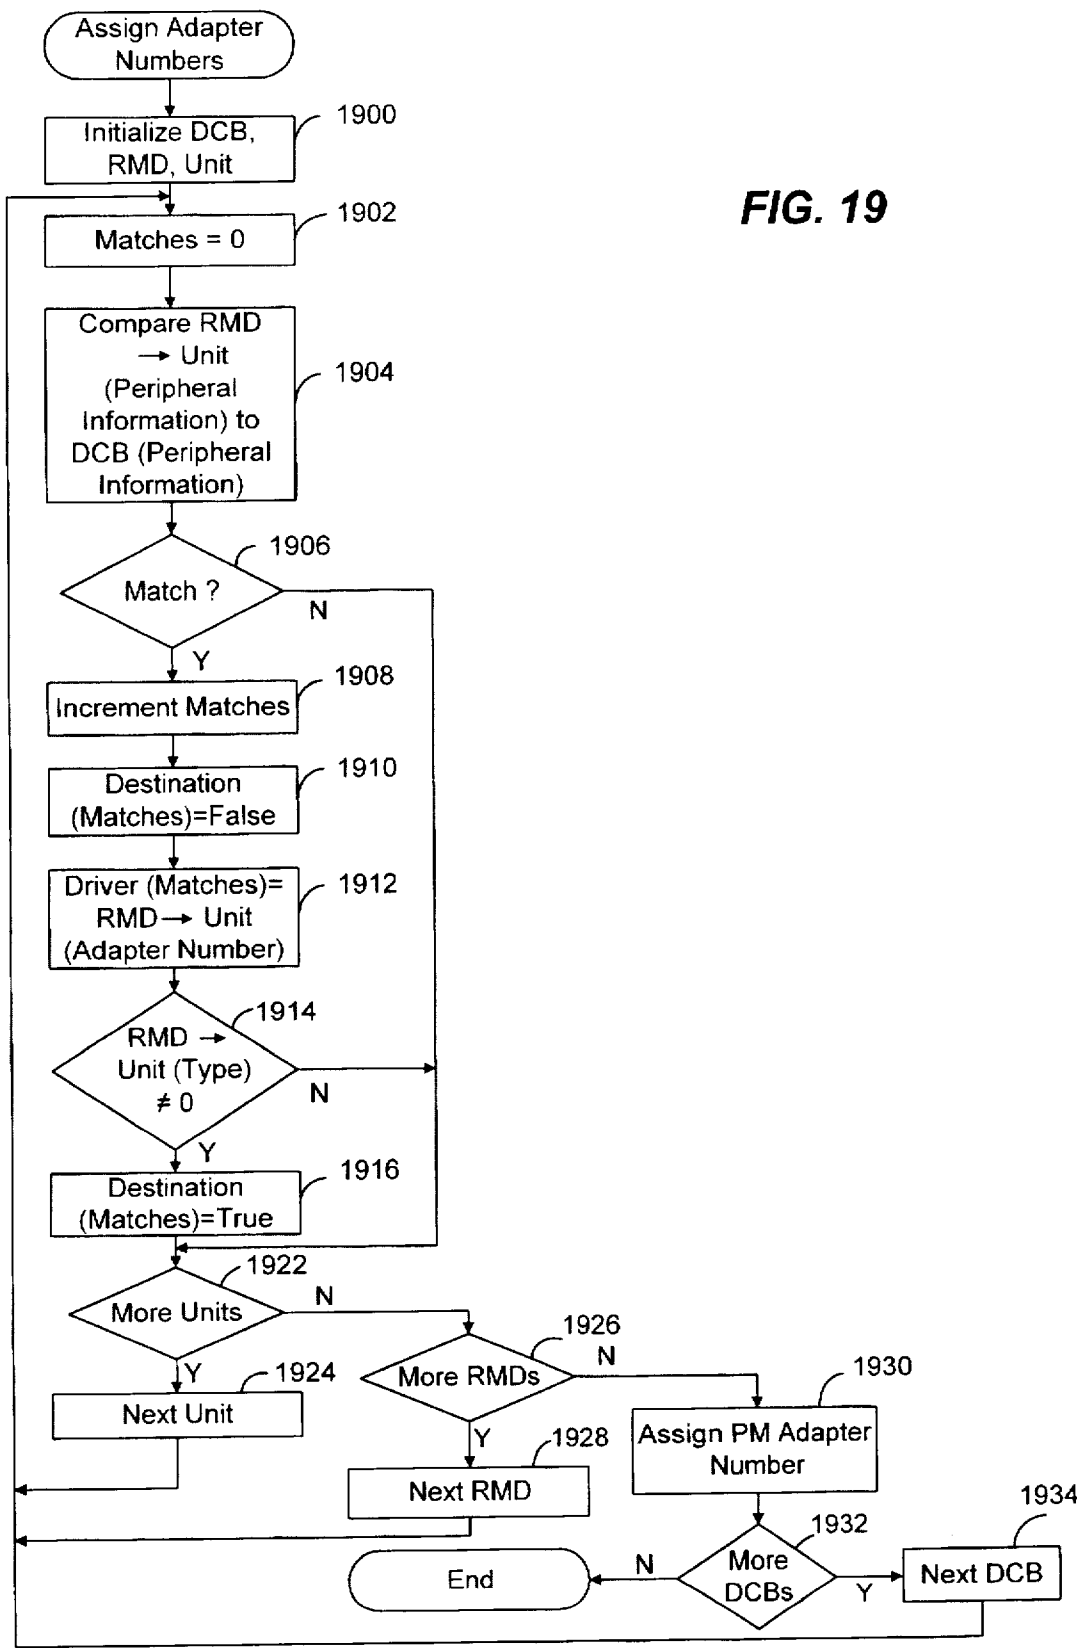 Assign Adapter
Numbers
1900
Initialize DCB,
RMD, Unit
FIG. 19
1902
Matches = 0
Compare RMD
→ Unit
(Peripheral
Information) to
DCB (Peripheral
Information)
1904
1906
Match ?
N
Y
1908
Increment Matches
1910
Destination
(Matches)=False
1912
Driver (Matches)=
RMD → Unit
(Adapter Number)
1914
RMD →
Unit (Type)
≠ 0
N
Y
1916
Destination
(Matches)=True
1922
More Units
N
Y
1924
Next Unit
1926
More RMDs
N
Y
1928
Next RMD
1930
Assign PM Adapter
Number
1932
More
DCBs
N
Y
1934
Next DCB
End